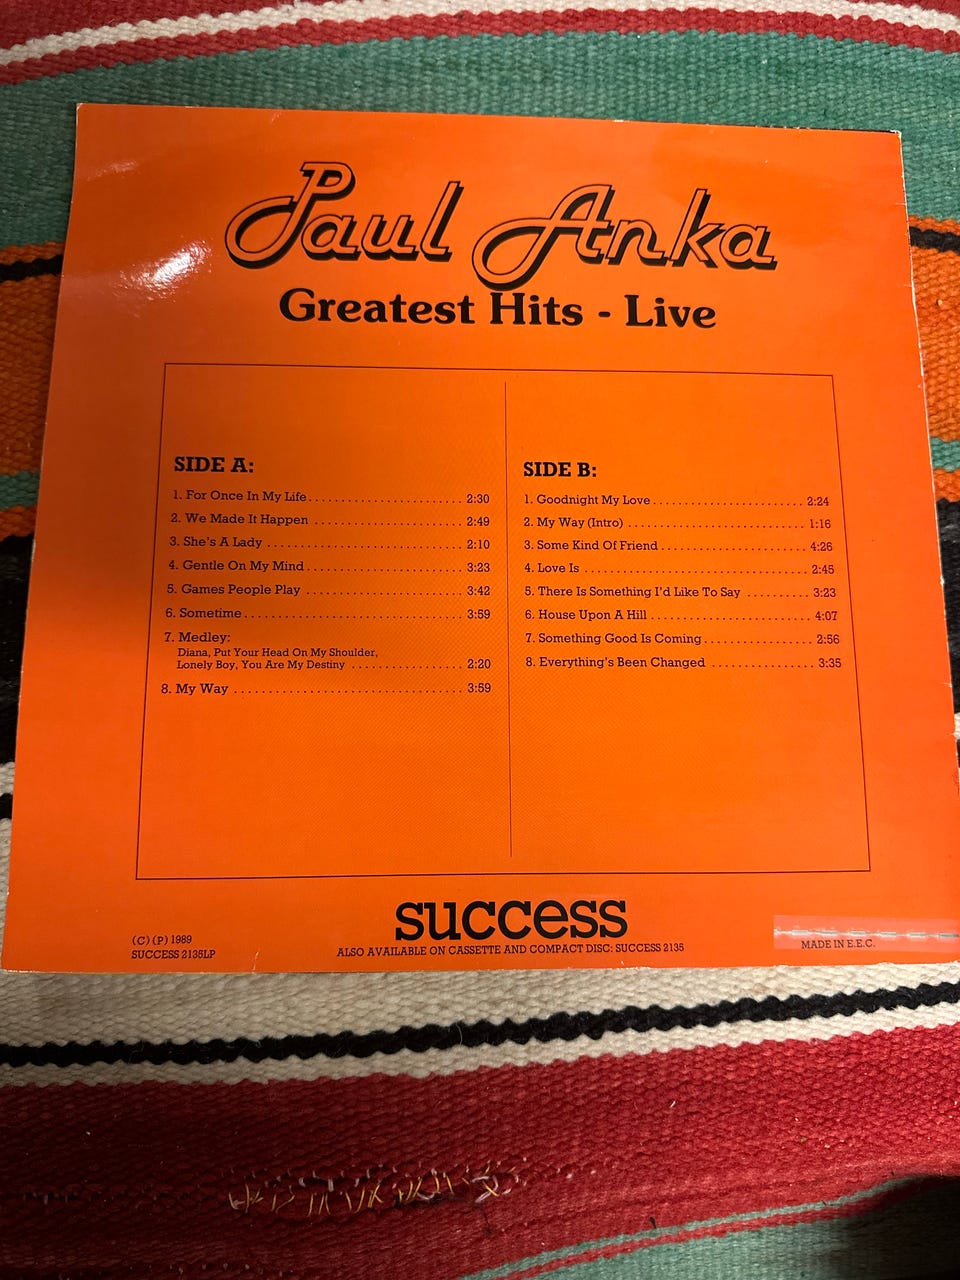 Paul Anka
Greatest Hits - Live
SIDE A:
1. For Once In My Life ........................ 2:30
2. We Made It Happen ....................... 2:49
3. She's A Lady .............................. 2:10
4. Gentle On My Mind ........................ 3:23
5. Games People Play ........................ 3:42
6. Sometime ................................. 3:59
7. Medley:
Diana, Put Your Head On My Shoulder,
Lonely Boy, You Are My Destiny ................. 2:20
8. My Way ................................... 3:59
SIDE B:
1. Goodnight My Love ....................... 2:24
2. My Way (Intro) ........................... 1:16
3. Some Kind Of Friend ...................... 4:26
4. Love Is .................................. 2:45
5. There Is Something I'd Like To Say .......... 3:23
6. House Upon A Hill ........................ 4:07
7. Something Good Is Coming ................. 2:56
8. Everything's Been Changed ................ 3:35
success
ALSO AVAILABLE ON CASSETTE AND COMPACT DISC: SUCCESS 2135
(C) (P) 1989
SUCCESS 2135LP
MADE IN E.E.C.